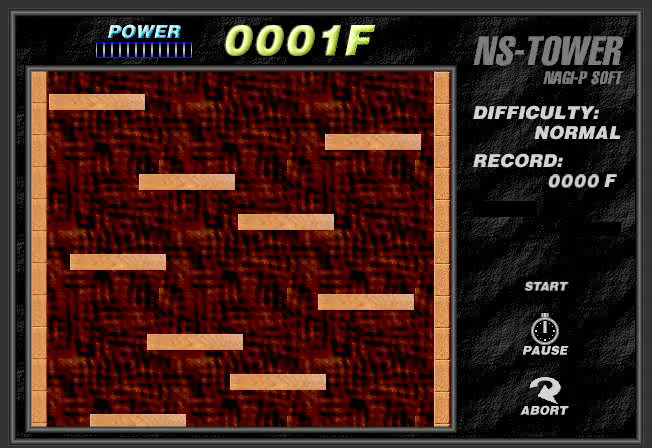 POWER
0001F
NS-TOWER
NAGI-P SOFT
DIFFICULTY:
NORMAL
RECORD:
0000 F
START
PAUSE
ABORT